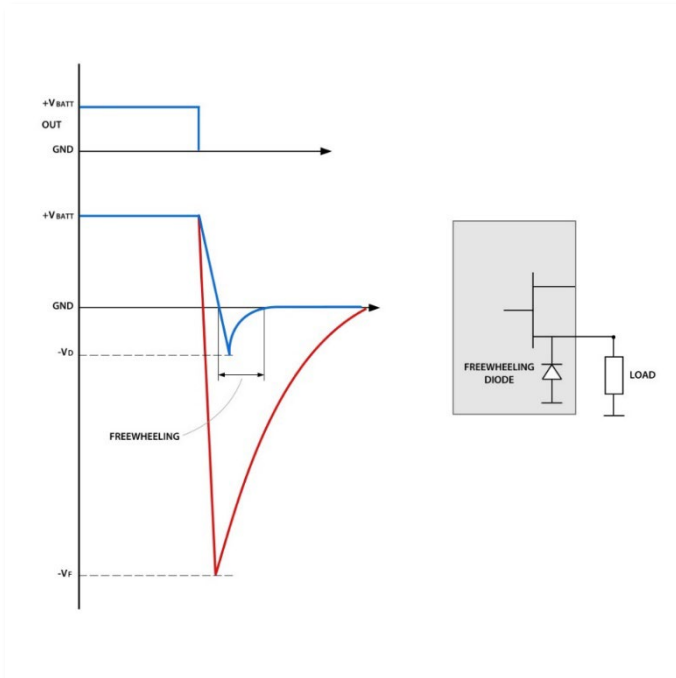 +VBATT
OUT
GND
+VBATT
GND
-VD
FREEWHEELING
-VF
FREEWHEELING
DIODE
LOAD